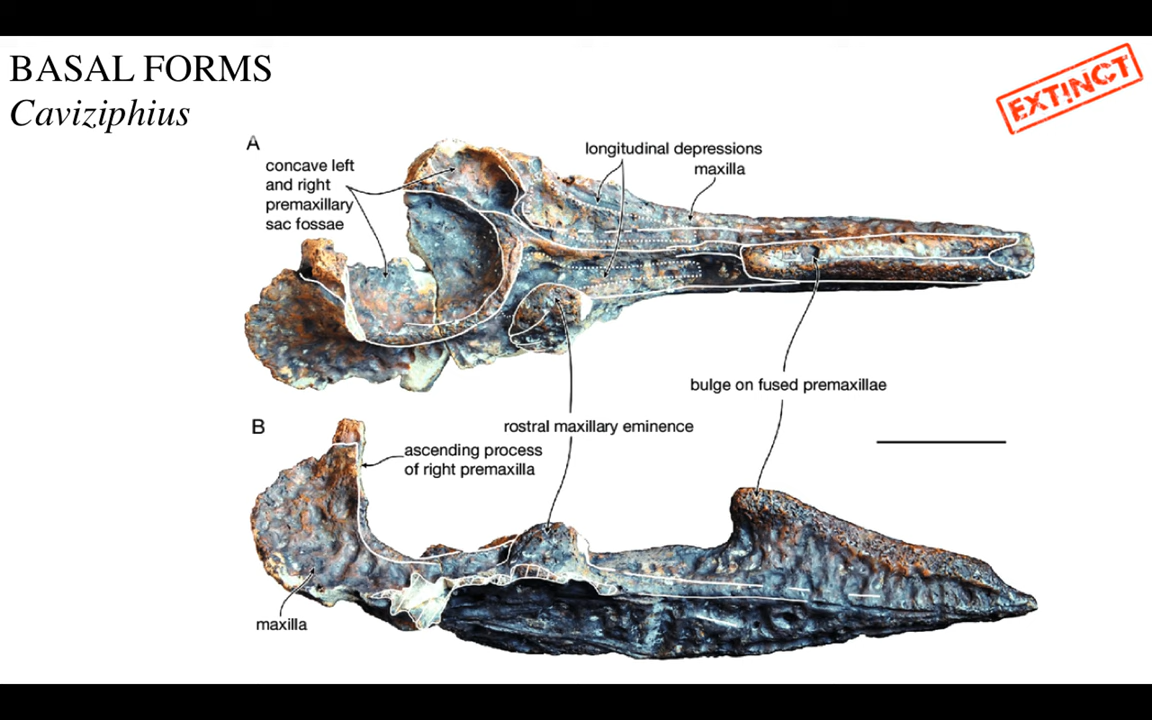 BASAL FORMS
Caviziphius
EXTINCT
A
concave left
and right
premaxillary
sac fossae
longitudinal depressions
maxilla
bulge on fused premaxillae
rostral maxillary eminence
B
ascending process
of right premaxilla
maxilla